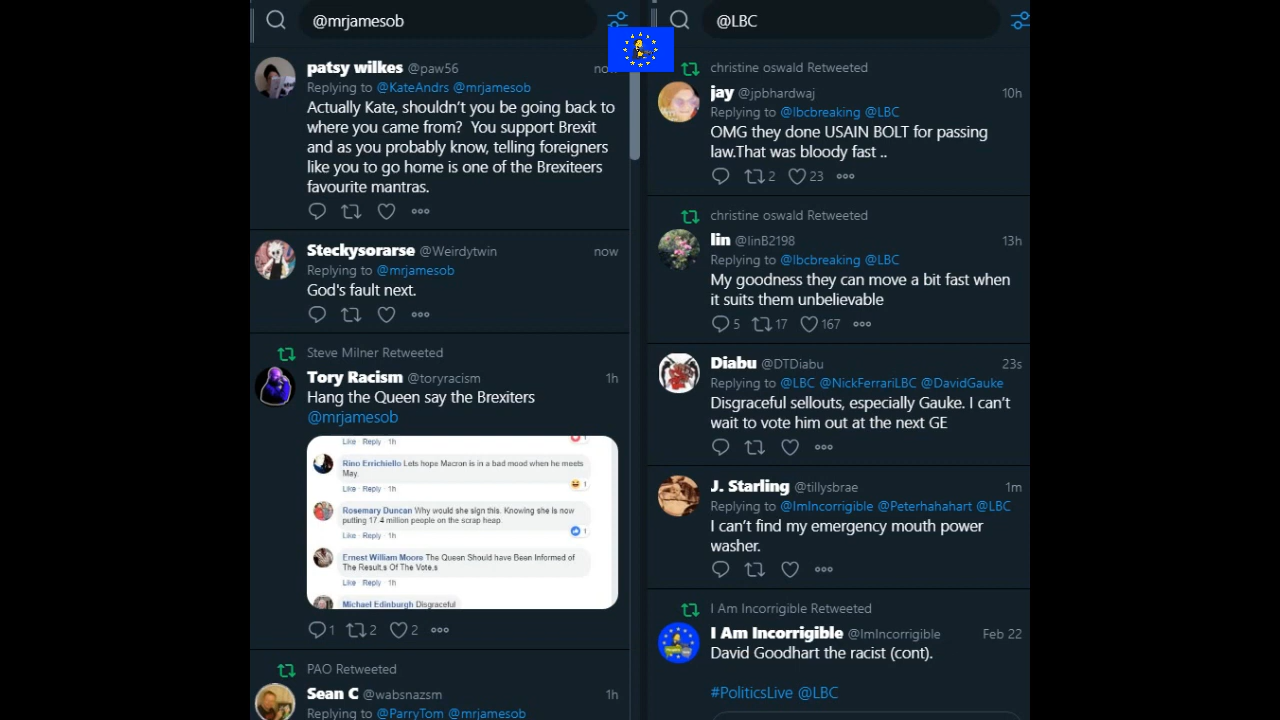 @mrjamesob
patsy wilkes @paw56 now
Replying to @KateAndrs @mrjamesob
Actually Kate, shouldn't you be going back to
where you came from?  You support Brexit
and as you probably know, telling foreigners
like you to go home is one of the Brexiteers
favourite mantras.
Steckysorarse @Weirdytwin now
Replying to @mrjamesob
God's fault next.
Steve Milner Retweeted
Tory Racism @toryracism 1h
Hang the Queen say the Brexiters
@mrjamesob
Like · Reply · 1h 1
Rino Errichiello Lets hope Macron is in a bad mood when he meets
May.
Like · Reply · 1h 1
Rosemary Duncan Why would she sign this. Knowing she is now
putting 17.4 million people on the scrap heap
Like · Reply · 1h 1
Ernest William Moore The Queen Should have Been Informed of
The Result.s Of The Vote.s
Like · Reply · 1h
Michael Edinburgh Disgraceful
1 2 2
PAO Retweeted
Sean C @wabsnazsm 1h
Replying to @ParryTom @mrjamesob
@LBC
christine oswald Retweeted
jay @jpbhardwaj 10h
Replying to @lbcbreaking @LBC
OMG they done USAIN BOLT for passing
law.That was bloody fast ..
2 23
christine oswald Retweeted
lin @linB2198 13h
Replying to @lbcbreaking @LBC
My goodness they can move a bit fast when
it suits them unbelievable
5 17 167
Diabu @DTDiabu 23s
Replying to @LBC @NickFerrariLBC @DavidGauke
Disgraceful sellouts, especially Gauke. I can't
wait to vote him out at the next GE
J. Starling @tillysbrae 1m
Replying to @ImIncorrigible @Peterhahahart @LBC
I can't find my emergency mouth power
washer.
I Am Incorrigible Retweeted
I Am Incorrigible @ImIncorrigible Feb 22
David Goodhart the racist (cont).
#PoliticsLive @LBC